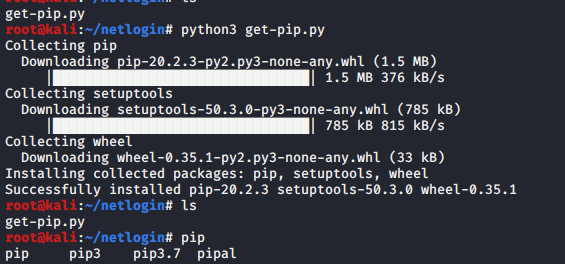 get-pip.py
root@kali:~/netlogin# python3 get-pip.py
Collecting pip
  Downloading pip-20.2.3-py2.py3-none-any.whl (1.5 MB)
     |████████████████████████████████| 1.5 MB 376 kB/s
Collecting setuptools
  Downloading setuptools-50.3.0-py3-none-any.whl (785 kB)
     |████████████████████████████████| 785 kB 815 kB/s
Collecting wheel
  Downloading wheel-0.35.1-py2.py3-none-any.whl (33 kB)
Installing collected packages: pip, setuptools, wheel
Successfully installed pip-20.2.3 setuptools-50.3.0 wheel-0.35.1
root@kali:~/netlogin# ls
get-pip.py
root@kali:~/netlogin# pip
pip     pip3    pip3.7  pipal